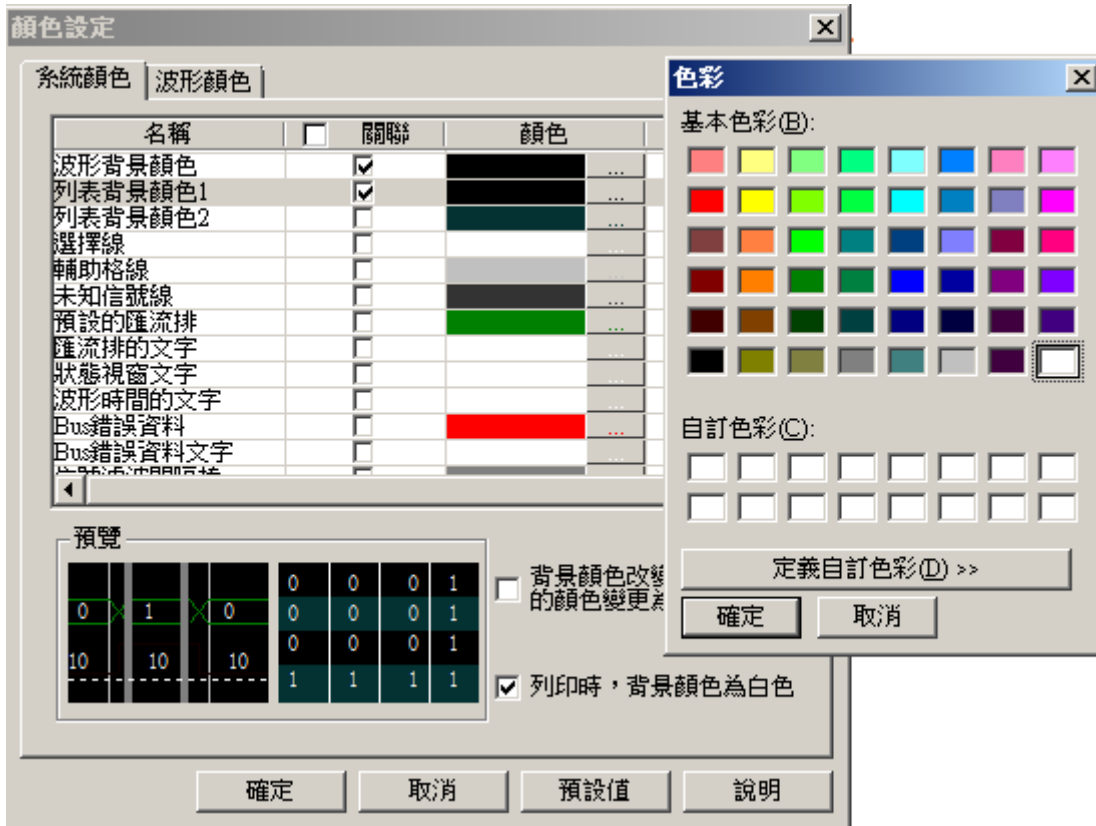 顏色設定
系統顏色
波形顏色
名稱 關聯 顏色
波形背景顏色 ...
列表背景顏色1 ...
列表背景顏色2 ...
選擇線 ...
輔助格線 ...
未知信號線 ...
預設的匯流排 ...
匯流排的文字 ...
狀態視窗文字 ...
波形時間的文字 ...
Bus錯誤資料 ...
Bus錯誤資料文字 ...
預覽
0 1 0
10 10 10
0 0 0 1
0 0 0 1
0 0 0 1
1 1 1 1
背景顏色改
的顏色變更
列印時，背景顏色為白色
確定 取消 預設值 說明
色彩
基本色彩(B):
自訂色彩(C):
定義自訂色彩(D) >>
確定 取消